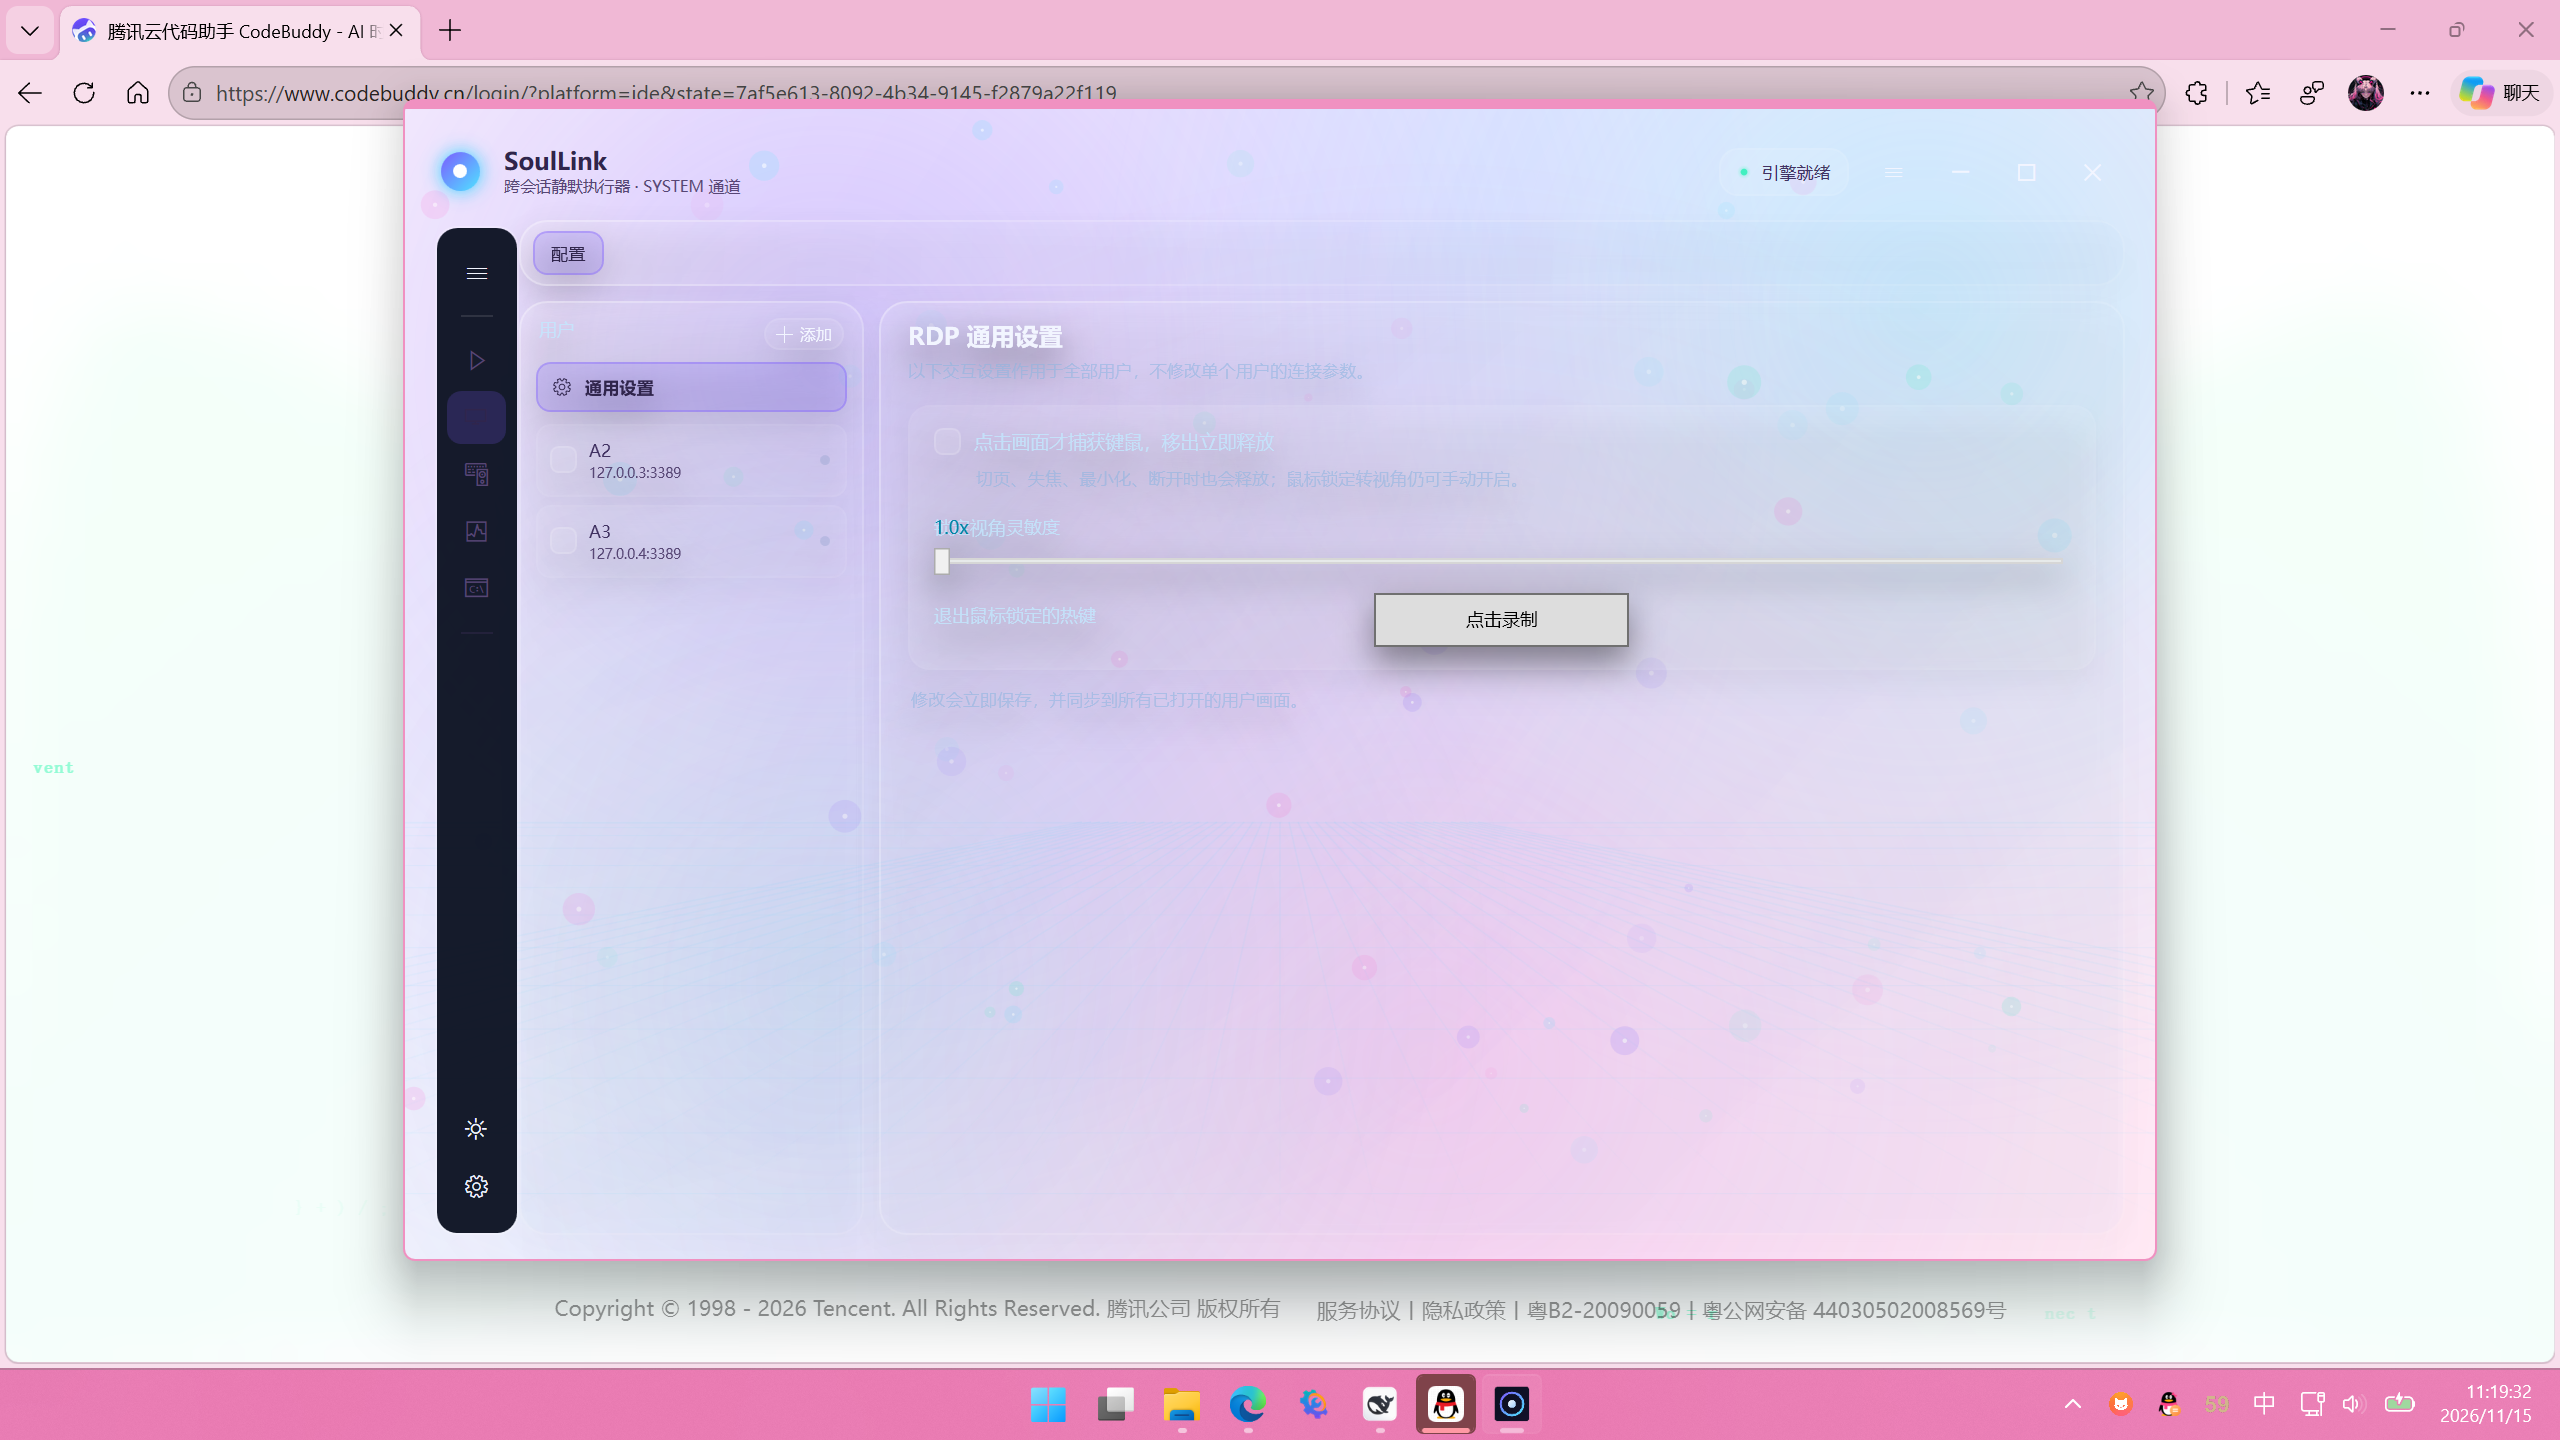 腾讯云代码助手 CodeBuddy - AI
https://www.codebuddy.cn/login/?platform=ide&state=7af5e613-8092-4b34-9145-f2879a22f119
聊天
SoulLink
跨会话静默执行器 · SYSTEM 通道
引擎就绪
配置
用户
添加
通用设置
A2
127.0.0.3:3389
A3
127.0.0.4:3389
RDP 通用设置
以下交互设置作用于全部用户，不修改单个用户的连接参数。
点击画面才捕获键鼠，移出立即释放
切页、失焦、最小化、断开时也会释放；鼠标锁定转视角仍可手动开启。
1.0x
视角灵敏度
退出鼠标锁定的热键
点击录制
修改会立即保存，并同步到所有已打开的用户画面。
vent
Copyright © 1998 - 2026 Tencent. All Rights Reserved. 腾讯公司 版权所有
服务协议 | 隐私政策 | 粤B2-20090059 | 粤公网安备 44030502008569号
nec t
59
中
11:19:32
2026/11/15